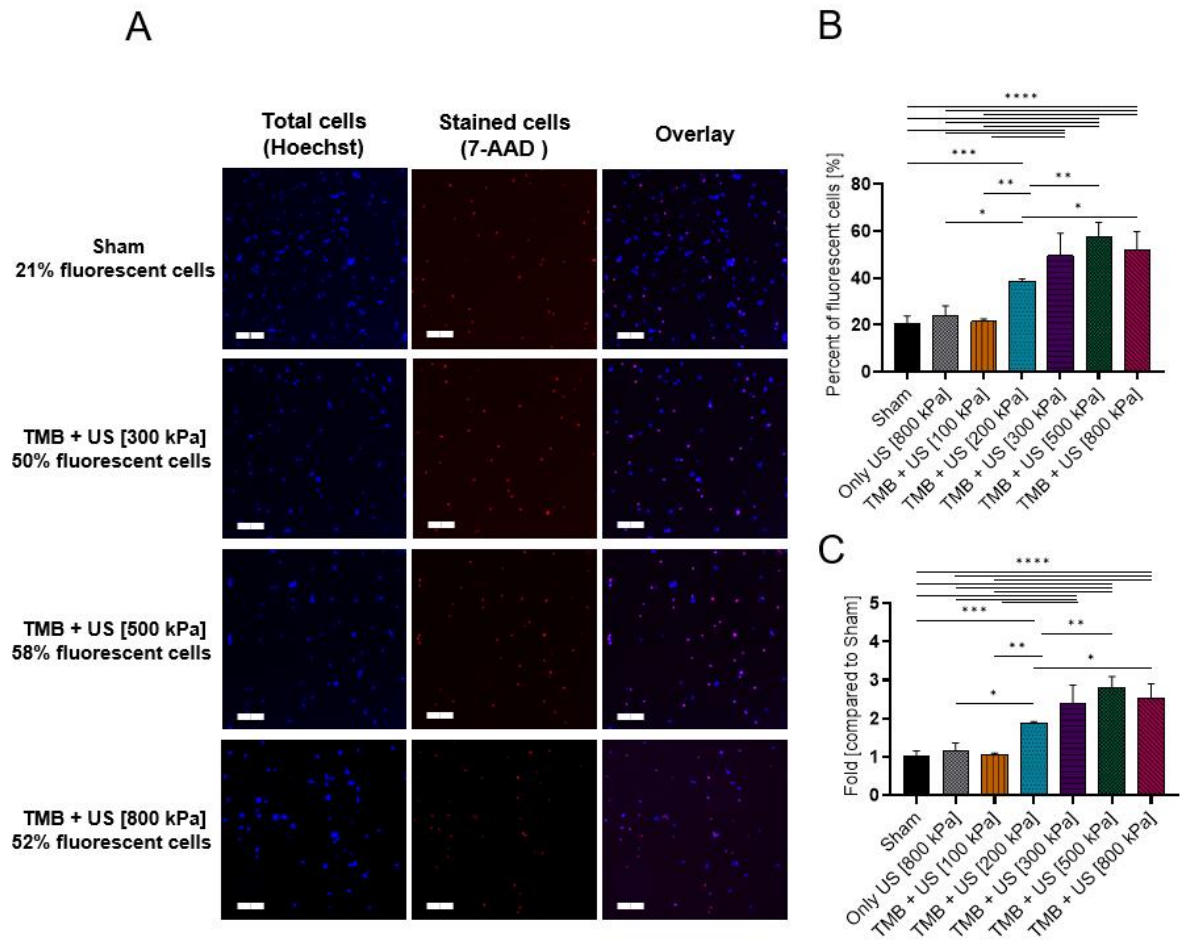 A
Total cells
(Hoechst)
Stained cells
(7-AAD )
Overlay
Sham
21% fluorescent cells
TMB + US [300 kPa]
50% fluorescent cells
TMB + US [500 kPa]
58% fluorescent cells
TMB + US [800 kPa]
52% fluorescent cells
B
****
***
**
**
*
*
Percent of fluorescent cells [%]
80
60
40
20
0
Sham
Only US [800 kPa]
TMB + US [100 kPa]
TMB + US [200 kPa]
TMB + US [300 kPa]
TMB + US [500 kPa]
TMB + US [800 kPa]
C
****
***
**
**
*
*
Fold [compared to Sham]
5
4
3
2
1
0
Sham
Only US [800 kPa]
TMB + US [100 kPa]
TMB + US [200 kPa]
TMB + US [300 kPa]
TMB + US [500 kPa]
TMB + US [800 kPa]